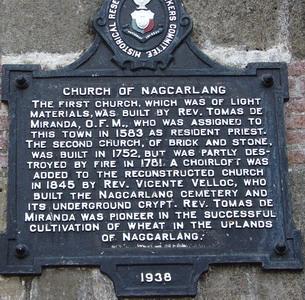 HISTORICAL RESEARCH
MARKERS COMMITTEE
CHURCH OF NAGCARLANG
THE FIRST CHURCH, WHICH WAS OF LIGHT
MATERIALS, WAS BUILT BY REV. TOMAS DE
MIRANDA, O.F.M., WHO WAS ASSIGNED TO
THIS TOWN IN 1583 AS RESIDENT PRIEST.
THE SECOND CHURCH, OF BRICK AND STONE,
WAS BUILT IN 1752, BUT WAS PARTLY DES-
TROYED BY FIRE IN 1781. A CHOIRLOFT WAS
ADDED TO THE RECONSTRUCTED CHURCH
IN 1845 BY REV. VICENTE VELLOC, WHO
BUILT THE NAGCARLANG CEMETERY AND
ITS UNDERGROUND CRYPT. REV. TOMAS DE
MIRANDA WAS PIONEER IN THE SUCCESSFUL
CULTIVATION OF WHEAT IN THE UPLANDS
OF NAGCARLANG.
1938